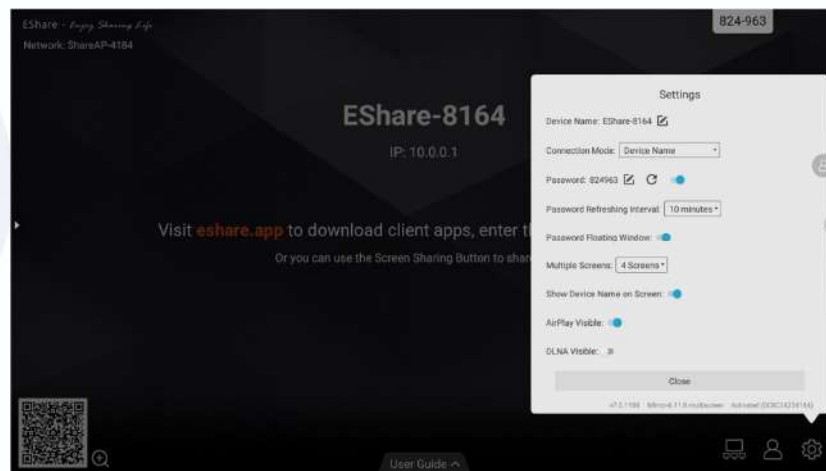 EShare - Enjoy Sharing Life
Network: ShareAP-4184
824-963
EShare-8164
IP: 10.0.0.1
Visit eshare.app to download client apps, enter t
Or you can use the Screen Sharing Button to shar
User Guide
Settings
Device Name: EShare-8164
Connection Mode: Device Name
Password: 824963
Password Refreshing Interval: 10 minutes
Password Floating Window:
Multiple Screens: 4 Screens
Show Device Name on Screen:
AirPlay Visible:
DLNA Visible:
Close